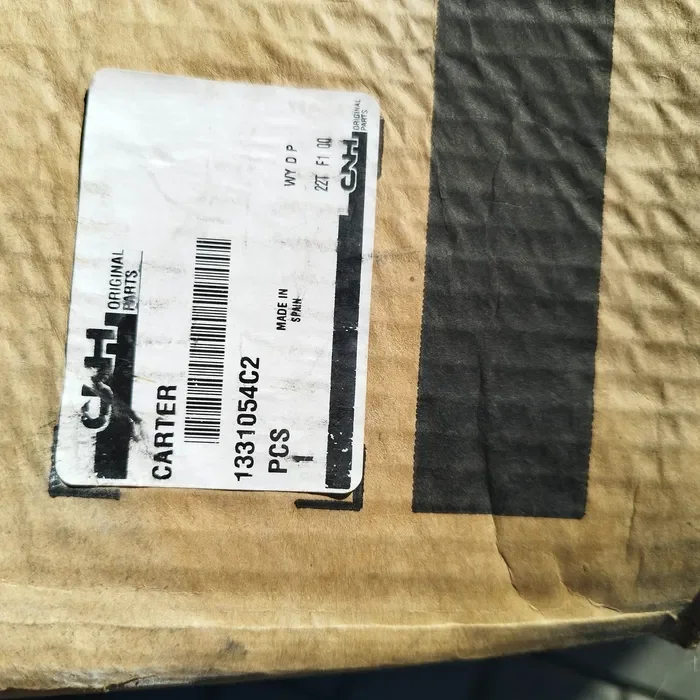 CNH
ORIGINAL
PARTS
CARTER
1331054C2
PCS
1
MADE IN
SPAIN
WY D P
22T F1 00
CNH
ORIGINAL
PARTS